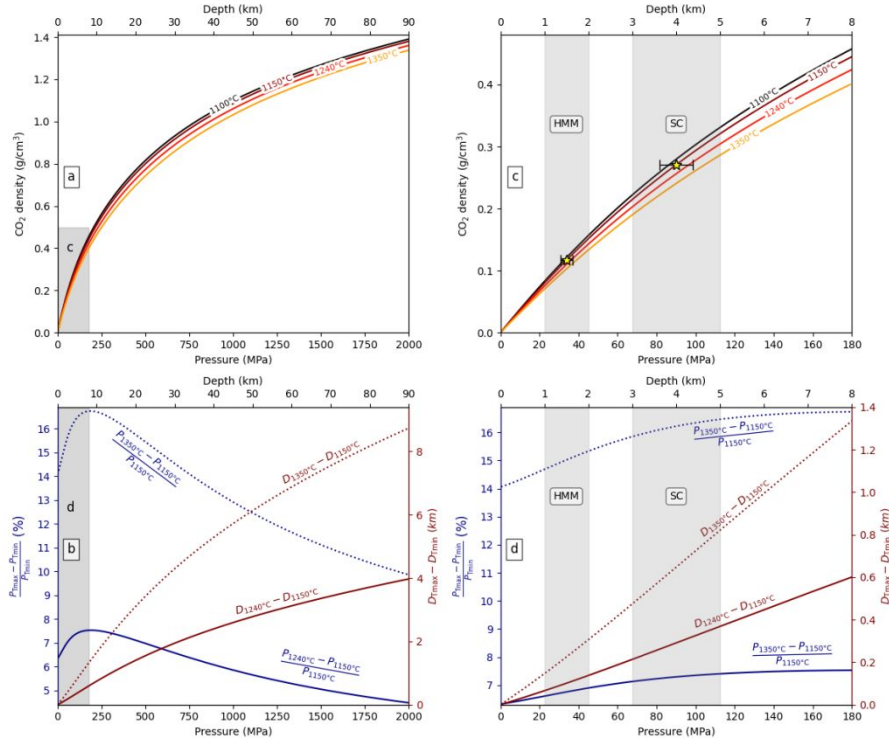 Depth (km)
0 10 20 30 40 50 60 70 80 90
CO2 density (g/cm3)
1.4
1.2
1.0
0.8
0.6
0.4
0.2
0.0
1100°C
1150°C
1240°C
1350°C
a
c
0 250 500 750 1000 1250 1500 1750 2000
Pressure (MPa)
Depth (km)
0 1 2 3 4 5 6 7 8
CO2 density (g/cm3)
0.4
0.3
0.2
0.1
0.0
HMM
SC
1100°C
1150°C
1240°C
1350°C
c
0 20 40 60 80 100 120 140 160 180
Pressure (MPa)
Depth (km)
0 10 20 30 40 50 60 70 80 90
PTmax − PTmin
PTmin
(%)
16
15
14
13
12
11
10
9
8
7
6
5
P1350°C − P1150°C
P1150°C
D1350°C − D1150°C
D1240°C − D1150°C
P1240°C − P1150°C
P1150°C
d
b
8
6
4
2
0
DTmax − DTmin (km)
0 250 500 750 1000 1250 1500 1750 2000
Pressure (MPa)
Depth (km)
0 1 2 3 4 5 6 7 8
PTmax − PTmin
PTmin
(%)
16
15
14
13
12
11
10
9
8
7
P1350°C − P1150°C
P1150°C
HMM
SC
D1350°C − D1150°C
D1240°C − D1150°C
P1350°C − P1150°C
P1150°C
d
1.4
1.2
1.0
0.8
0.6
0.4
0.2
0.0
DTmax − DTmin (km)
0 20 40 60 80 100 120 140 160 180
Pressure (MPa)